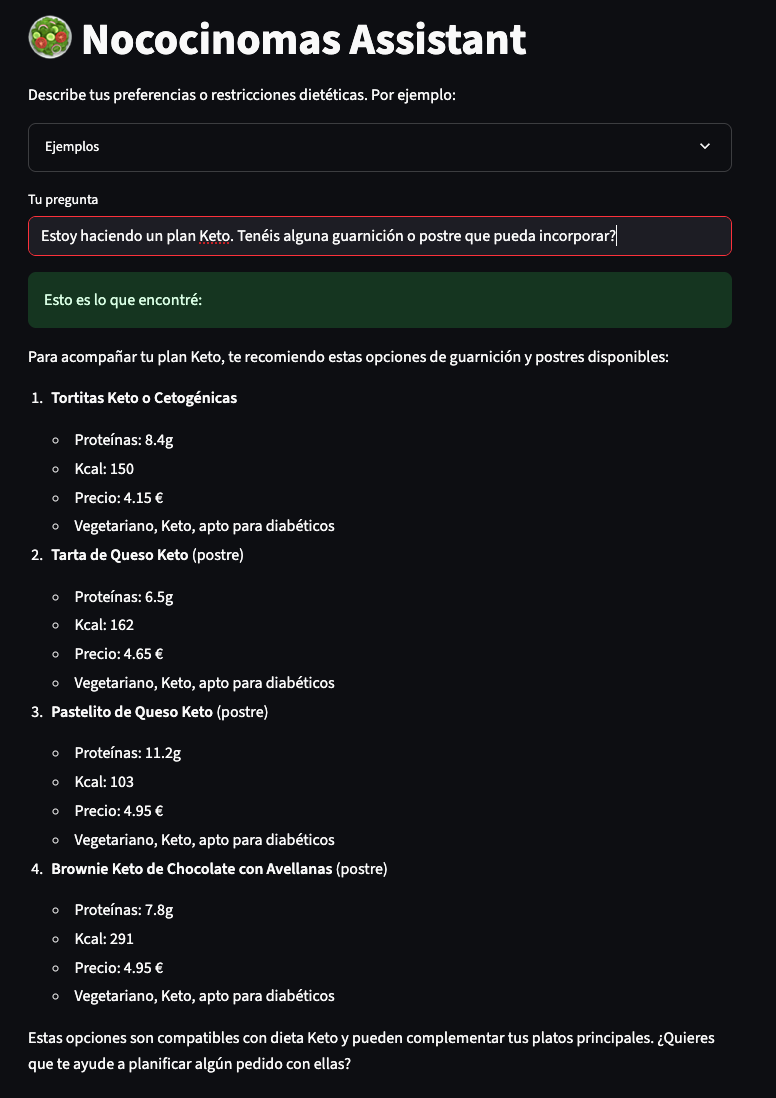 Nococinomas Assistant
Describe tus preferencias o restricciones dietéticas. Por ejemplo:
Ejemplos
Tu pregunta
Estoy haciendo un plan Keto. Tenéis alguna guarnición o postre que pueda incorporar?
Esto es lo que encontré:
Para acompañar tu plan Keto, te recomiendo estas opciones de guarnición y postres disponibles:
1. Tortitas Keto o Cetogénicas
Proteínas: 8.4g
Kcal: 150
Precio: 4.15 €
Vegetariano, Keto, apto para diabéticos
2. Tarta de Queso Keto (postre)
Proteínas: 6.5g
Kcal: 162
Precio: 4.65 €
Vegetariano, Keto, apto para diabéticos
3. Pastelito de Queso Keto (postre)
Proteínas: 11.2g
Kcal: 103
Precio: 4.95 €
Vegetariano, Keto, apto para diabéticos
4. Brownie Keto de Chocolate con Avellanas (postre)
Proteínas: 7.8g
Kcal: 291
Precio: 4.95 €
Vegetariano, Keto, apto para diabéticos
Estas opciones son compatibles con dieta Keto y pueden complementar tus platos principales. ¿Quieres
que te ayude a planificar algún pedido con ellas?